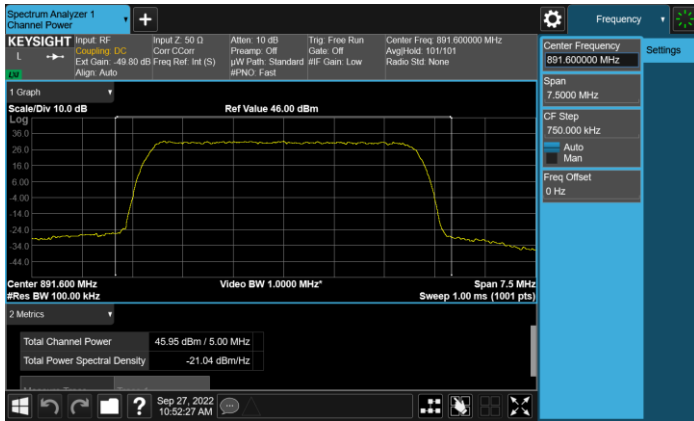 Spectrum Analyzer 1
Channel Power
+
Frequency
KEYSIGHT
L
LXI
Input: RF
Coupling: DC
Ext Gain: -49.80 dB
Align: Auto
Input Z: 50 Ω
Corr CCorr
Freq Ref: Int (S)
Atten: 10 dB
Preamp: Off
µW Path: Standard
#PNO: Fast
Trig: Free Run
Gate: Off
#IF Gain: Low
Center Freq: 891.600000 MHz
Avg|Hold: 101/101
Radio Std: None
Center Frequency
891.600000 MHz
Settings
Span
7.5000 MHz
CF Step
750.000 kHz
Auto
Man
Freq Offset
0 Hz
1 Graph
Scale/Div 10.0 dB
Ref Value 46.00 dBm
Log
36.0
26.0
16.0
6.00
-4.00
-14.0
-24.0
-34.0
-44.0
Center 891.600 MHz
Video BW 1.0000 MHz*
Span 7.5 MHz
#Res BW 100.00 kHz
Sweep 1.00 ms (1001 pts)
2 Metrics
Total Channel Power 45.95 dBm / 5.00 MHz
Total Power Spectral Density -21.04 dBm/Hz
?
Sep 27, 2022
10:52:27 AM